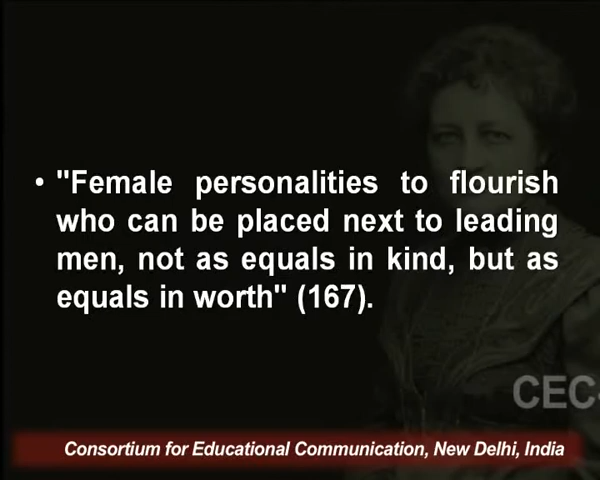 • "Female personalities to flourish
who can be placed next to leading
men, not as equals in kind, but as
equals in worth" (167).
CEC-
Consortium for Educational Communication, New Delhi, India